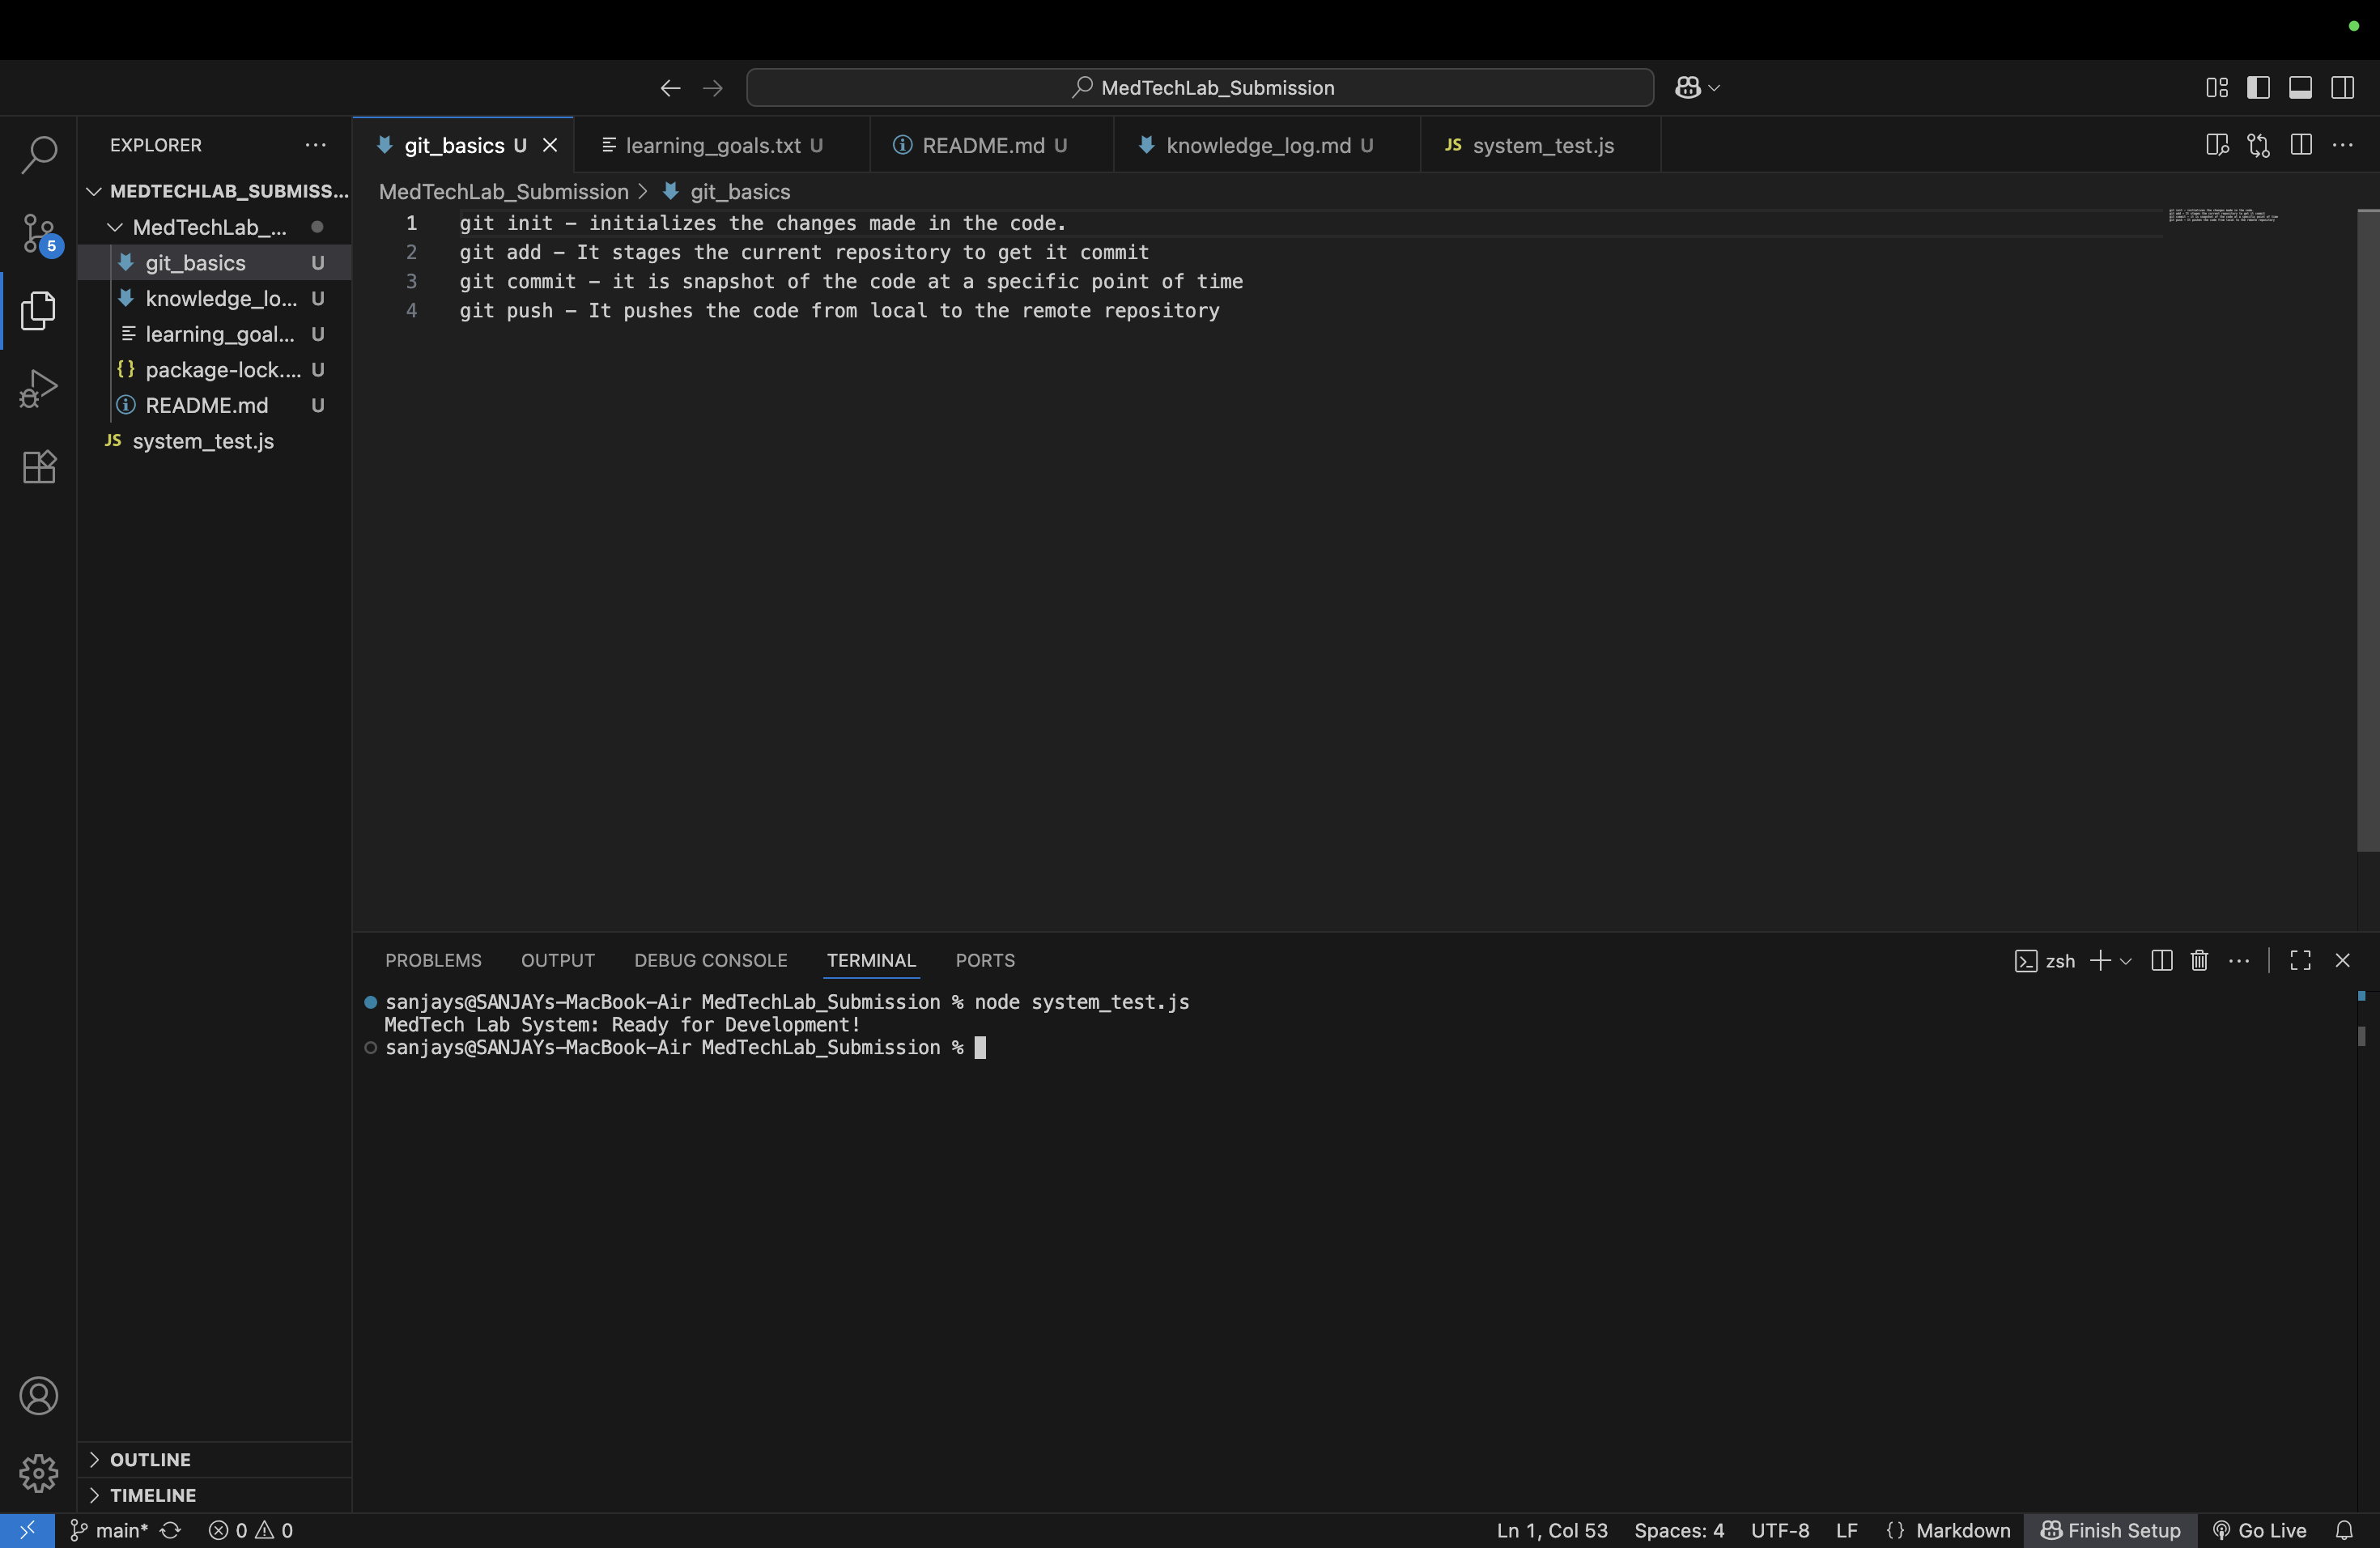 MedTechLab_Submission
EXPLORER
MEDTECHLAB_SUBMISS...
MedTechLab_...
git_basics U
knowledge_lo... U
learning_goal... U
package-lock.... U
README.md U
JS system_test.js
5
OUTLINE
TIMELINE
git_basics U
learning_goals.txt U
README.md U
knowledge_log.md U
JS system_test.js
MedTechLab_Submission > git_basics
1 git init – initializes the changes made in the code.
2 git add – It stages the current repository to get it commit
3 git commit – it is snapshot of the code at a specific point of time
4 git push – It pushes the code from local to the remote repository
PROBLEMS OUTPUT DEBUG CONSOLE TERMINAL PORTS
zsh
sanjays@SANJAYs-MacBook-Air MedTechLab_Submission % node system_test.js
MedTech Lab System: Ready for Development!
sanjays@SANJAYs-MacBook-Air MedTechLab_Submission %
main* 0 0
Ln 1, Col 53 Spaces: 4 UTF-8 LF {} Markdown Finish Setup Go Live